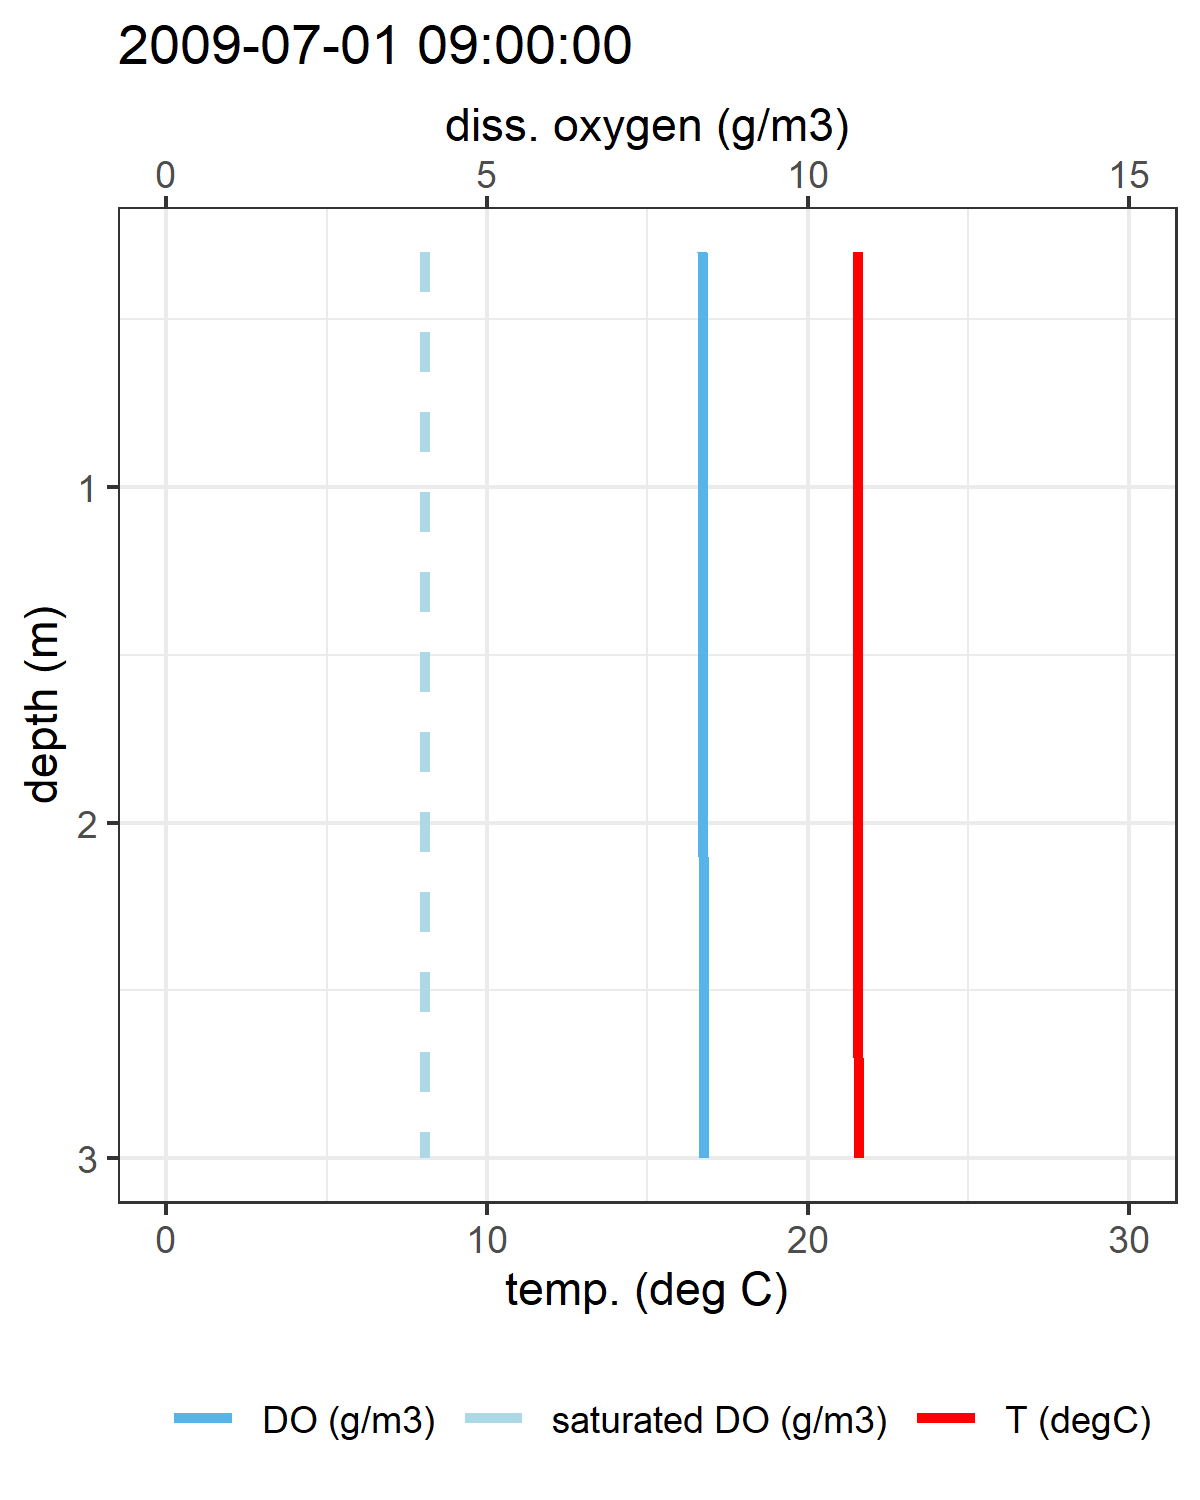 2009-07-01 09:00:00
diss. oxygen (g/m3)
0 5 10 15
depth (m)
1
2
3
0 10 20 30
temp. (deg C)
DO (g/m3) saturated DO (g/m3) T (degC)